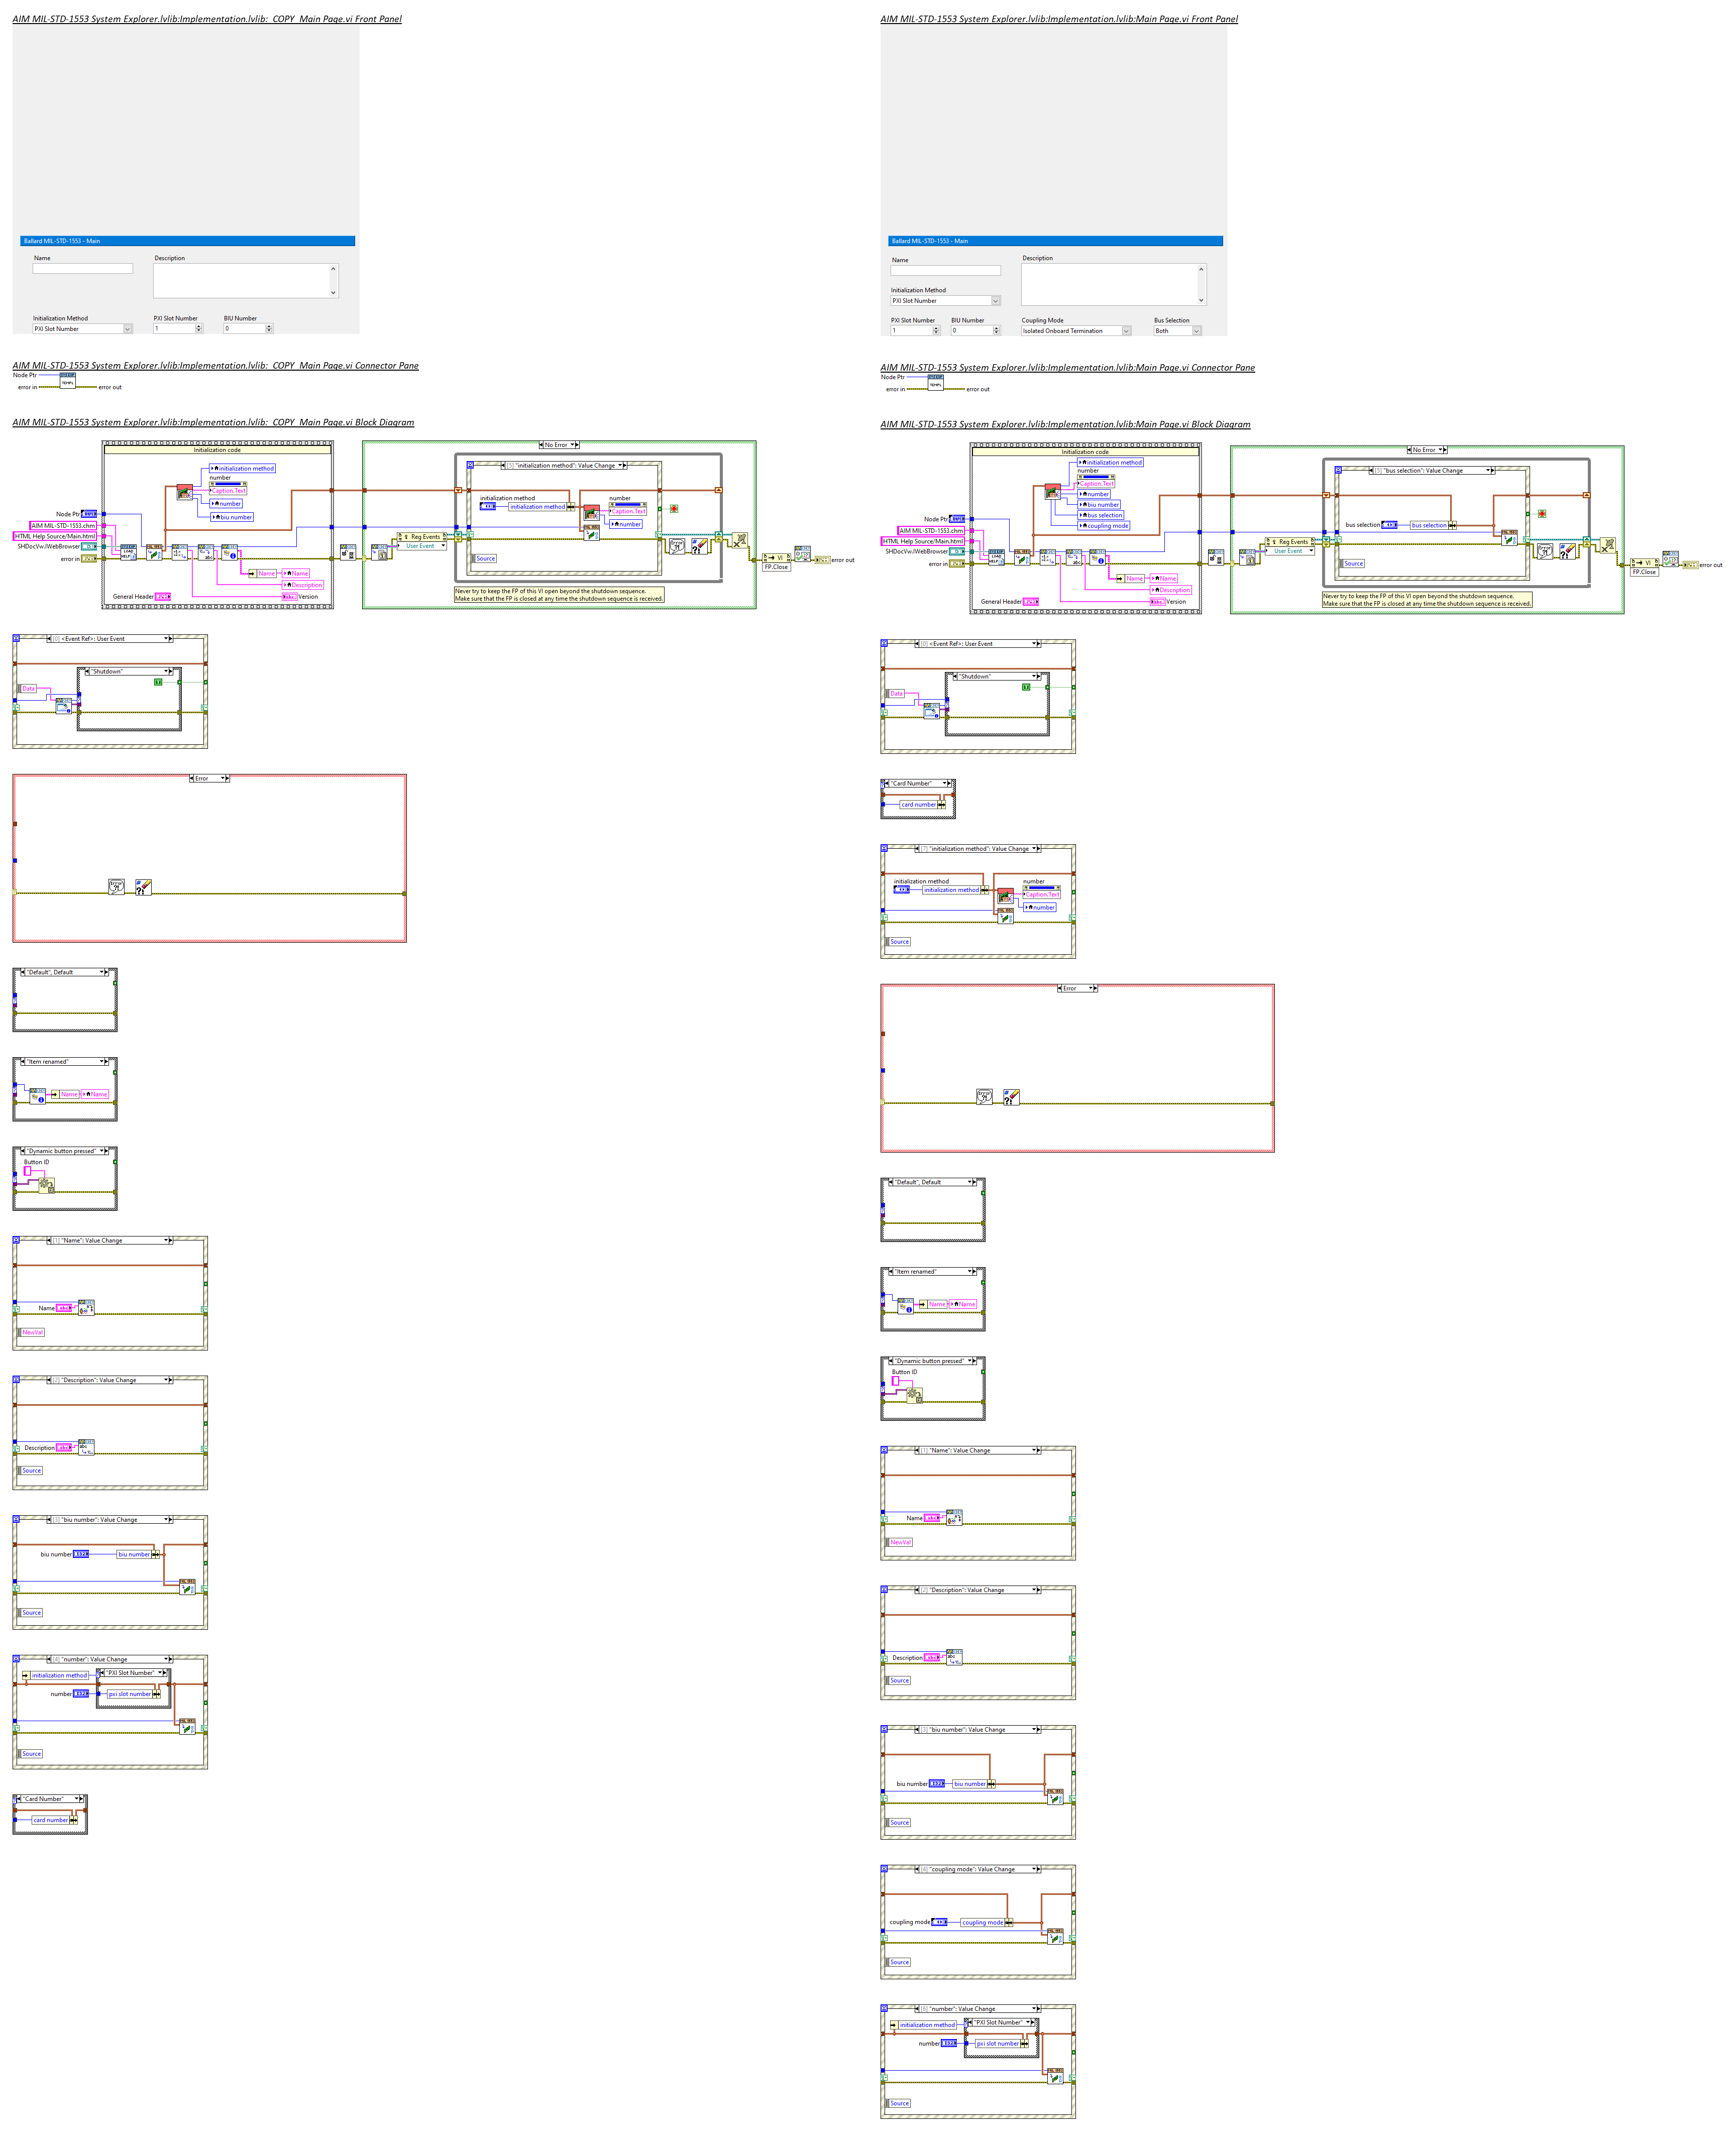 AIM MIL-STD-1553 System Explorer.lvlib:Implementation.lvlib:_COPY_Main Page.vi Front Panel
Ballard MIL-STD-1553 - Main
Name
Description
Initialization Method
PXI Slot Number
BIU Number
PXI Slot Number
1
0
AIM MIL-STD-1553 System Explorer.lvlib:Implementation.lvlib:_COPY_Main Page.vi Connector Pane
Node Ptr
error in
error out
AIM MIL-STD-1553 System Explorer.lvlib:Implementation.lvlib:_COPY_Main Page.vi Block Diagram
Initialization code
initialization method
number
Caption.Text
number
biu number
Node Ptr
AIM MIL-STD-1553.chm
HTML Help Source/Main.html
SHDocVw.IWebBrowser
error in
Name
Name
Description
General Header
Version
No Error
[5] "initialization method": Value Change
initialization method
initialization method
number
Caption.Text
number
Reg Events
User Event
Source
Never try to keep the FP of this VI open beyond the shutdown sequence.
Make sure that the FP is closed at any time the shutdown sequence is received.
VI
FP.Close
error out
[0] <Event Ref>: User Event
"Shutdown"
Data
Error
"Default", Default
"Item renamed"
Name
Name
"Dynamic button pressed"
Button ID
[1] "Name": Value Change
Name
NewVal
[2] "Description": Value Change
Description
Source
[3] "biu number": Value Change
biu number
biu number
Source
[4] "number": Value Change
initialization method
"PXI Slot Number"
number
pxi slot number
Source
"Card Number"
card number
AIM MIL-STD-1553 System Explorer.lvlib:Implementation.lvlib:Main Page.vi Front Panel
Ballard MIL-STD-1553 - Main
Name
Description
Initialization Method
PXI Slot Number
PXI Slot Number
BIU Number
Coupling Mode
Bus Selection
1
0
Isolated Onboard Termination
Both
AIM MIL-STD-1553 System Explorer.lvlib:Implementation.lvlib:Main Page.vi Connector Pane
Node Ptr
error in
error out
AIM MIL-STD-1553 System Explorer.lvlib:Implementation.lvlib:Main Page.vi Block Diagram
Initialization code
initialization method
number
Caption.Text
number
biu number
bus selection
coupling mode
Node Ptr
AIM MIL-STD-1553.chm
HTML Help Source/Main.html
SHDocVw.IWebBrowser
error in
Name
Name
Description
General Header
Version
No Error
[5] "bus selection": Value Change
bus selection
bus selection
Reg Events
User Event
Source
Never try to keep the FP of this VI open beyond the shutdown sequence.
Make sure that the FP is closed at any time the shutdown sequence is received.
VI
FP.Close
error out
[0] <Event Ref>: User Event
"Shutdown"
Data
"Card Number"
card number
[7] "initialization method": Value Change
initialization method
initialization method
number
Caption.Text
number
Source
Error
"Default", Default
"Item renamed"
Name
Name
"Dynamic button pressed"
Button ID
[1] "Name": Value Change
Name
NewVal
[2] "Description": Value Change
Description
Source
[3] "biu number": Value Change
biu number
biu number
Source
[4] "coupling mode": Value Change
coupling mode
coupling mode
Source
[6] "number": Value Change
initialization method
"PXI Slot Number"
number
pxi slot number
Source